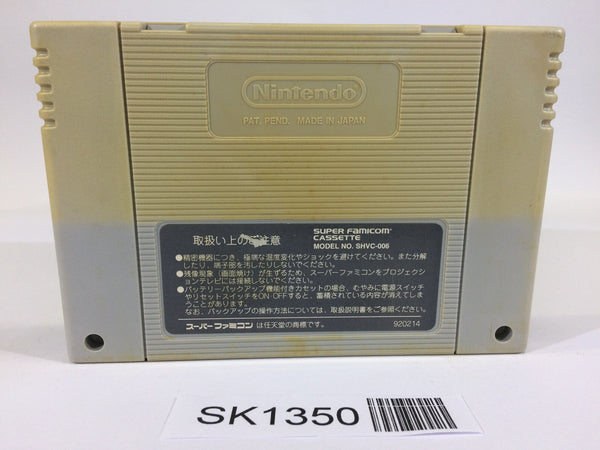 Nintendo
PAT. PEND. MADE IN JAPAN
取扱い上のご注意
SUPER FAMICOM
CASSETTE
MODEL NO. SHVC-006
●精密機器につき、極端な温度変化やショックを避けてください。また分解
したり、端子部を汚したりしないでください。
●残像現象(画面焼け)が生ずるため、スーパーファミコンをプロジェクシ
ョンテレビには接続しないでください。
●バッテリーバックアップ機能付きカセットの場合、むやみに電源スイッチ
やリセットスイッチをON・OFFすると、蓄積されている内容が消えてしま
うことがあります。
なお、バックアップの操作方法については、取扱説明書をご参照ください。
スーパーファミコン は任天堂の商標です。
920214
SK1350